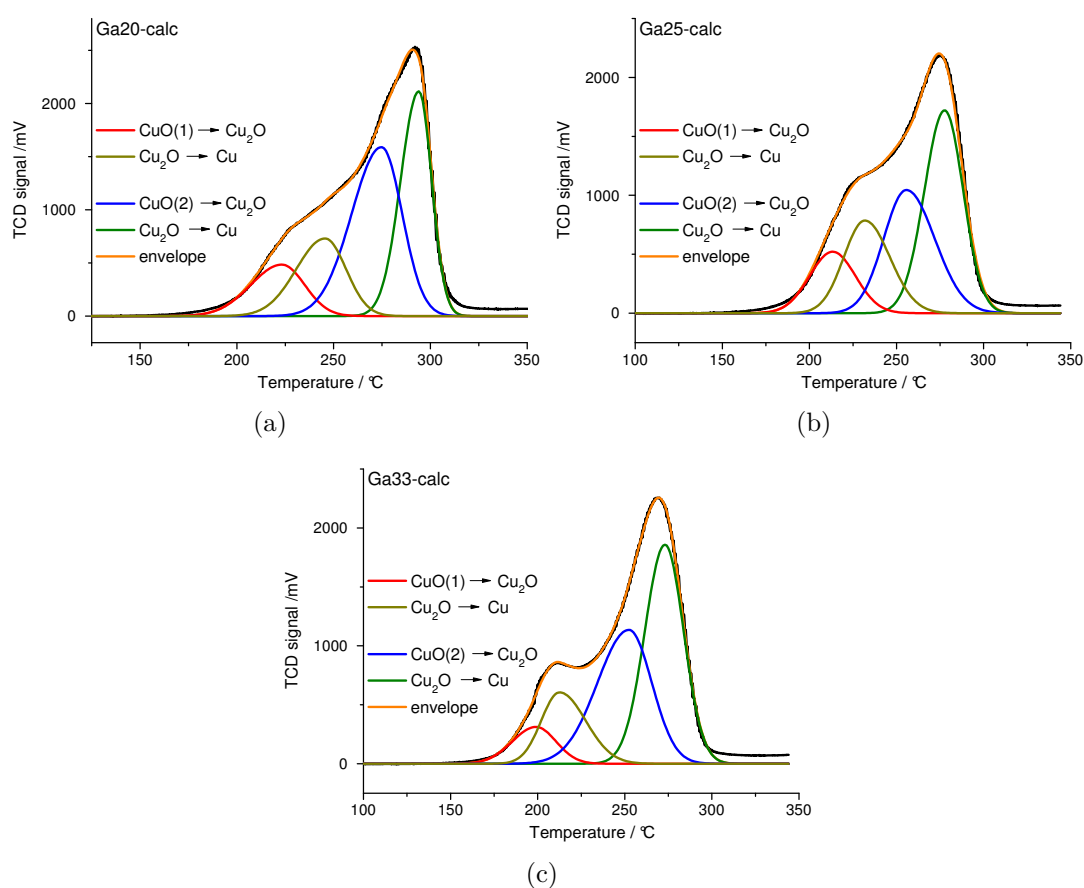 Ga20-calc
TCD signal /mV
2000
1000
0
CuO(1) → Cu₂O
Cu₂O → Cu
CuO(2) → Cu₂O
Cu₂O → Cu
envelope
150 200 250 300 350
Temperature / °C
(a)
Ga25-calc
TCD signal /mV
2000
1000
0
CuO(1) → Cu₂O
Cu₂O → Cu
CuO(2) → Cu₂O
Cu₂O → Cu
envelope
100 150 200 250 300 350
Temperature / °C
(b)
Ga33-calc
TCD signal /mV
2000
1000
0
CuO(1) → Cu₂O
Cu₂O → Cu
CuO(2) → Cu₂O
Cu₂O → Cu
envelope
100 150 200 250 300 350
Temperature / °C
(c)